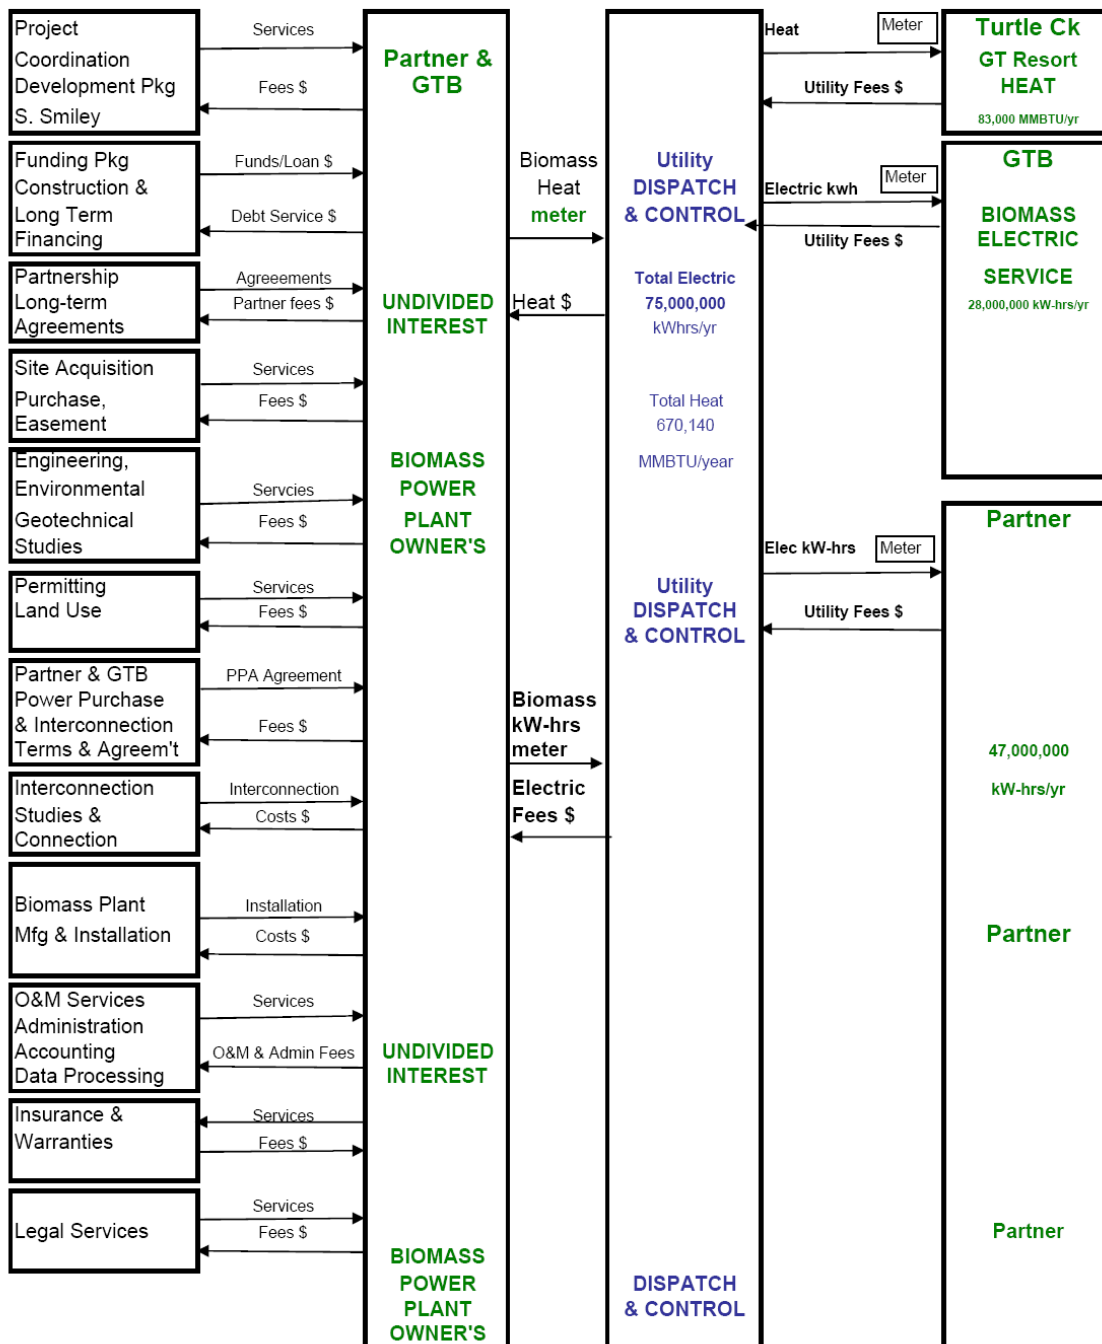 Project
Coordination
Development Pkg
S. Smiley
Services
Fees $
Funding Pkg
Construction &
Long Term
Financing
Funds/Loan $
Debt Service $
Partnership
Long-term
Agreements
Agreeements
Partner fees $
Site Acquisition
Purchase,
Easement
Services
Fees $
Engineering,
Environmental
Geotechnical
Studies
Servcies
Fees $
Permitting
Land Use
Services
Fees $
Partner & GTB
Power Purchase
& Interconnection
Terms & Agreem't
PPA Agreement
Fees $
Interconnection
Studies &
Connection
Interconnection
Costs $
Biomass Plant
Mfg & Installation
Installation
Costs $
O&M Services
Administration
Accounting
Data Processing
Services
O&M & Admin Fees
Insurance &
Warranties
Services
Fees $
Legal Services
Services
Fees $
Partner &
GTB
UNDIVIDED
INTEREST
BIOMASS
POWER
PLANT
OWNER'S
UNDIVIDED
INTEREST
BIOMASS
POWER
PLANT
OWNER'S
Biomass
Heat
meter
Heat $
Biomass
kW-hrs
meter
Electric
Fees $
Utility
DISPATCH
& CONTROL
Total Electric
75,000,000
kWhrs/yr
Total Heat
670,140
MMBTU/year
Utility
DISPATCH
& CONTROL
DISPATCH
& CONTROL
Heat
Meter
Utility Fees $
Electric kwh
Meter
Utility Fees $
Elec kW-hrs
Meter
Utility Fees $
Turtle Ck
GT Resort
HEAT
83,000 MMBTU/yr
GTB
BIOMASS
ELECTRIC
SERVICE
28,000,000 kW-hrs/yr
Partner
47,000,000
kW-hrs/yr
Partner
Partner